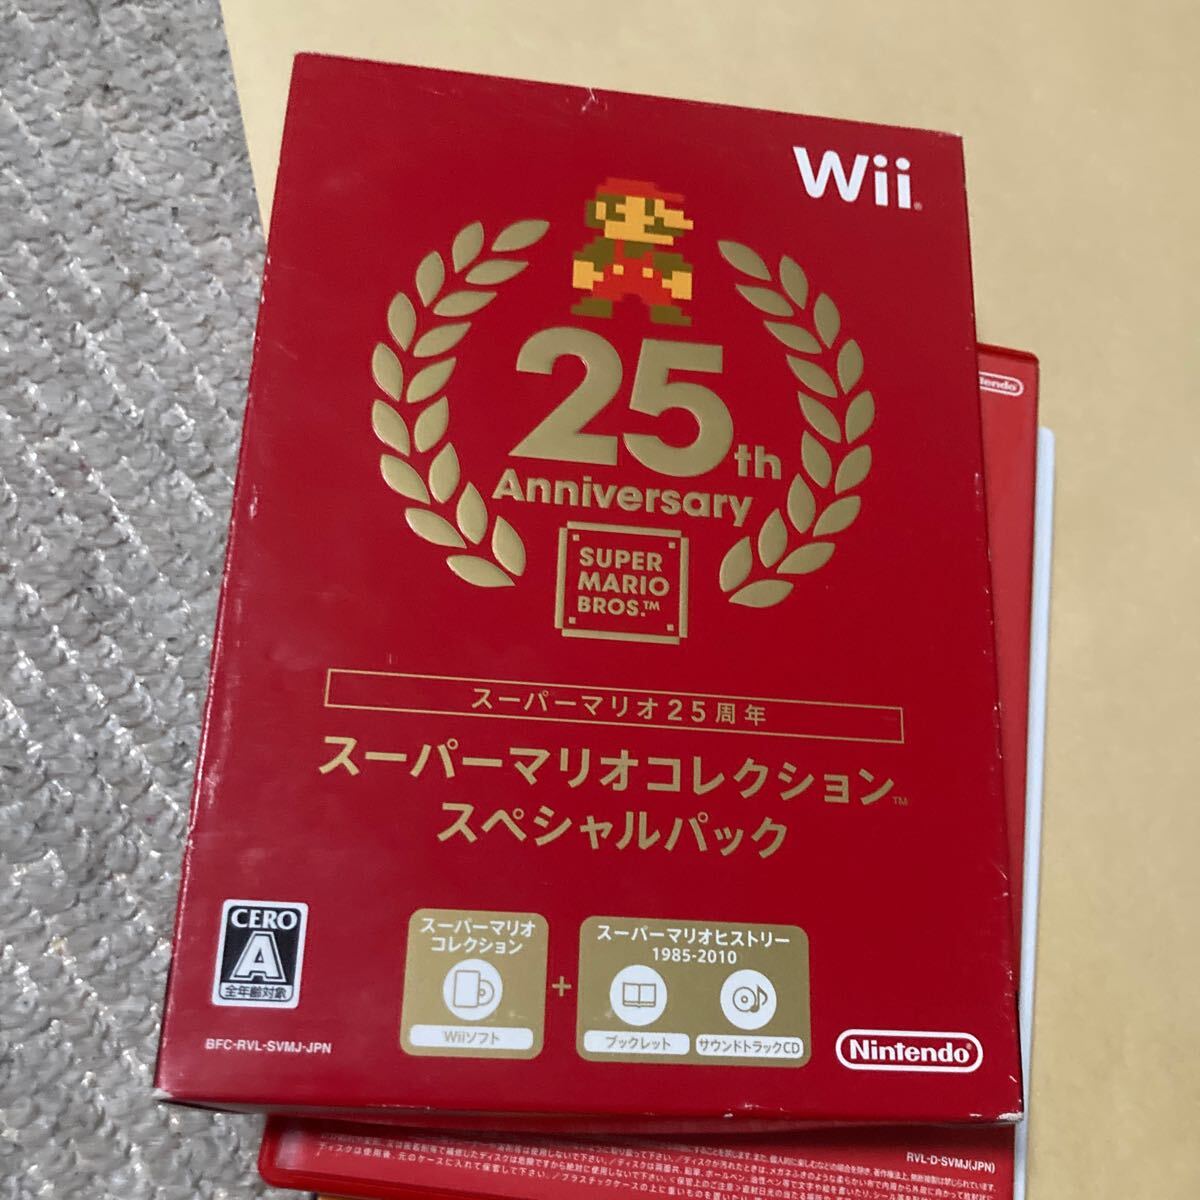 Wii
25th
Anniversary
SUPER
MARIO
BROS.™
スーパーマリオ25周年
スーパーマリオコレクション™
スペシャルパック
CERO
A
全年齢対象
BFC-RVL-SVMJ-JPN
スーパーマリオ
コレクション
Wiiソフト
+
スーパーマリオヒストリー
1985-2010
ブックレット
サウンドトラックCD
Nintendo
RVL-D-SVMJ(JPN)